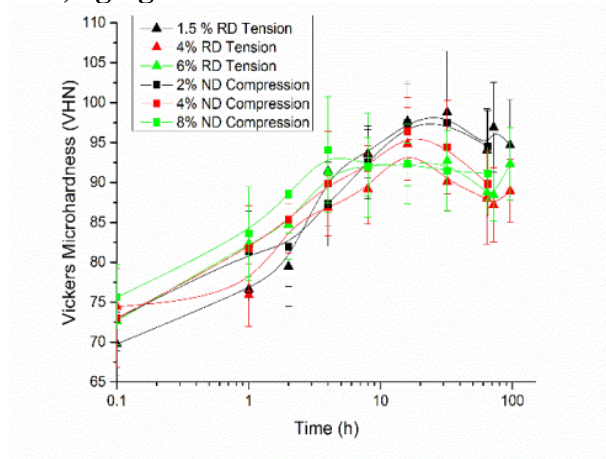 110
105
100
95
90
85
80
75
70
65
Vickers Microhardness (VHN)
1.5 % RD Tension
4% RD Tension
6% RD Tension
2% ND Compression
4% ND Compression
8% ND Compression
0.1
1
10
100
Time (h)